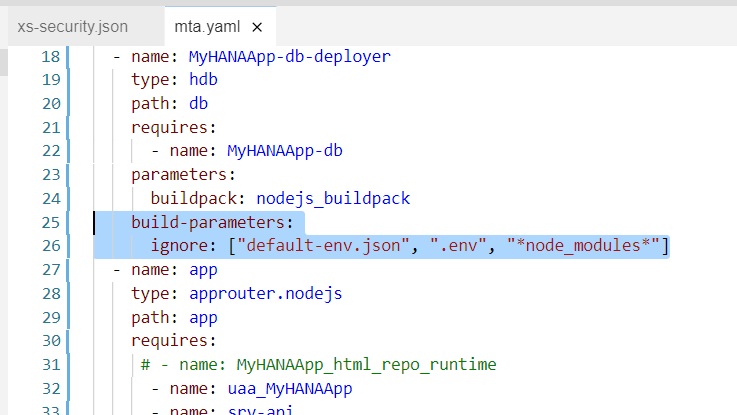 xs-security.json mta.yaml ×
18 - name: MyHANAApp-db-deployer
19 type: hdb
20 path: db
21 requires:
22 - name: MyHANAApp-db
23 parameters:
24 buildpack: nodejs_buildpack
25 build-parameters:
26 ignore: ["default-env.json", ".env", "*node_modules*"]
27 - name: app
28 type: approuter.nodejs
29 path: app
30 requires:
31 # - name: MyHANAApp_html_repo_runtime
32 - name: uaa_MyHANAApp
33 - name: srv-api